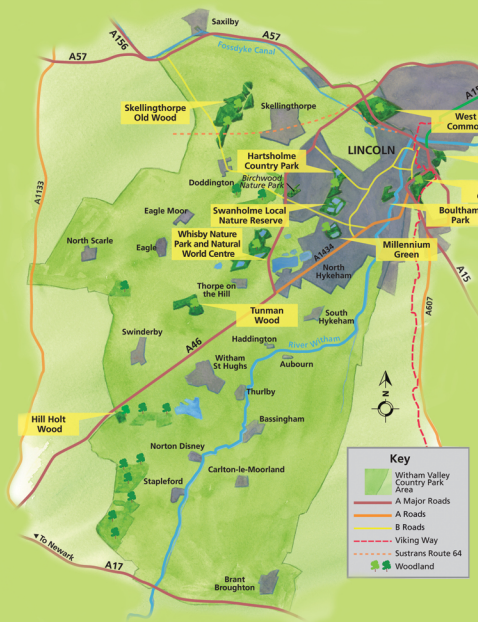 Saxilby
A156
A57
A57
Fossdyke Canal
A15
Skellingthorpe
Old Wood
Skellingthorpe
West
Commo
LINCOLN
Hartsholme
Country Park
Birchwood
Nature Park
Doddington
A1133
Eagle Moor
Swanholme Local
Nature Reserve
Boultham
Park
Whisby Nature
Park and Natural
World Centre
North Scarle
Eagle
Millennium
Green
A1434
North
Hykeham
A15
Thorpe on
the Hill
A607
Tunman
Wood
South
Hykeham
Swinderby
A46
Haddington
River Witham
Witham
St Hughs
Aubourn
Thurlby
N
Hill Holt
Wood
Bassingham
Norton Disney
Carlton-le-Moorland
Stapleford
Key
Witham Valley
Country Park
Area
A Major Roads
A Roads
B Roads
Viking Way
Sustrans Route 64
Woodland
To Newark
A17
Brant
Broughton